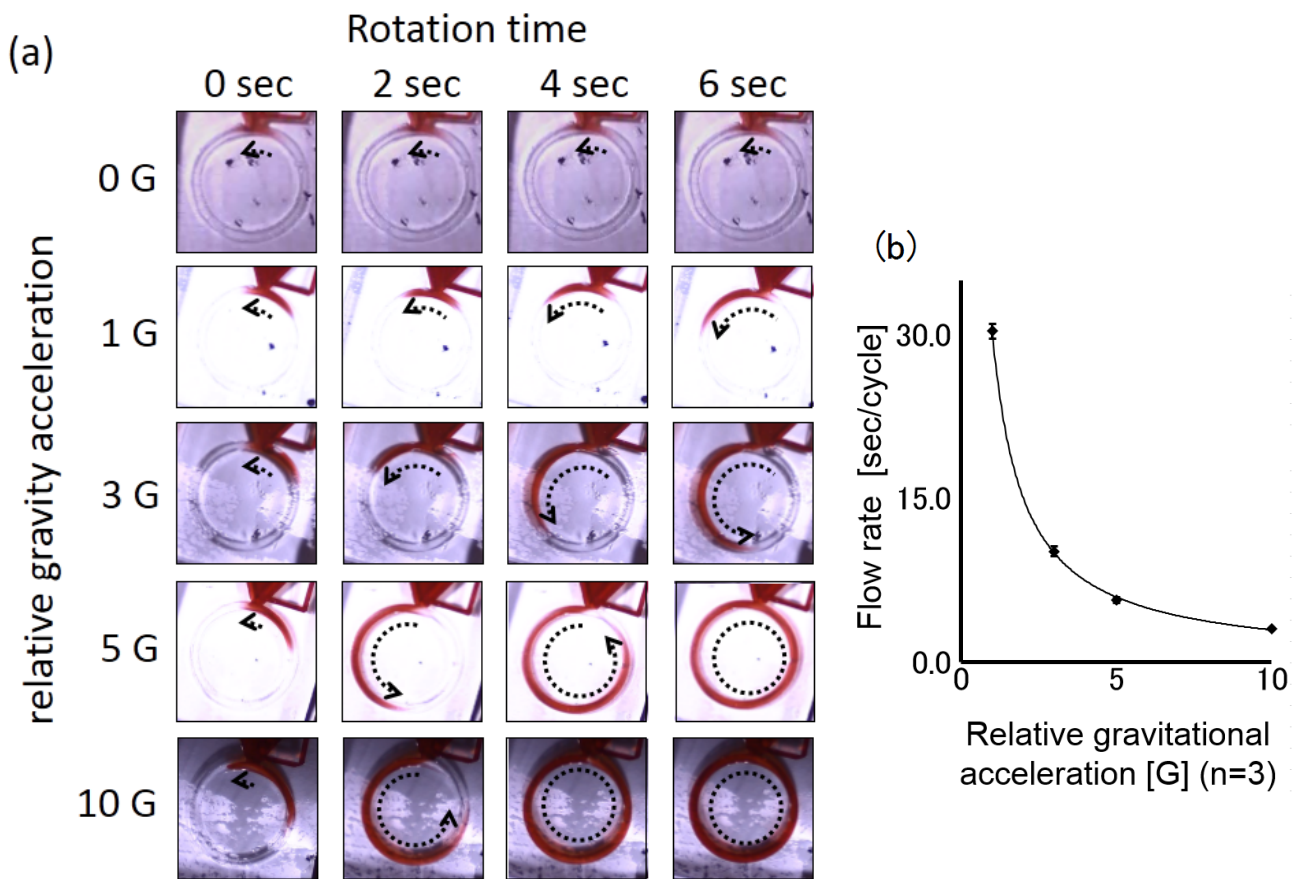 (a)
Rotation time
0 sec 2 sec 4 sec 6 sec
relative gravity acceleration
0 G
1 G
3 G
5 G
10 G
(b)
Flow rate [sec/cycle]
30.0
15.0
0.0
0 5 10
Relative gravitational
acceleration [G] (n=3)